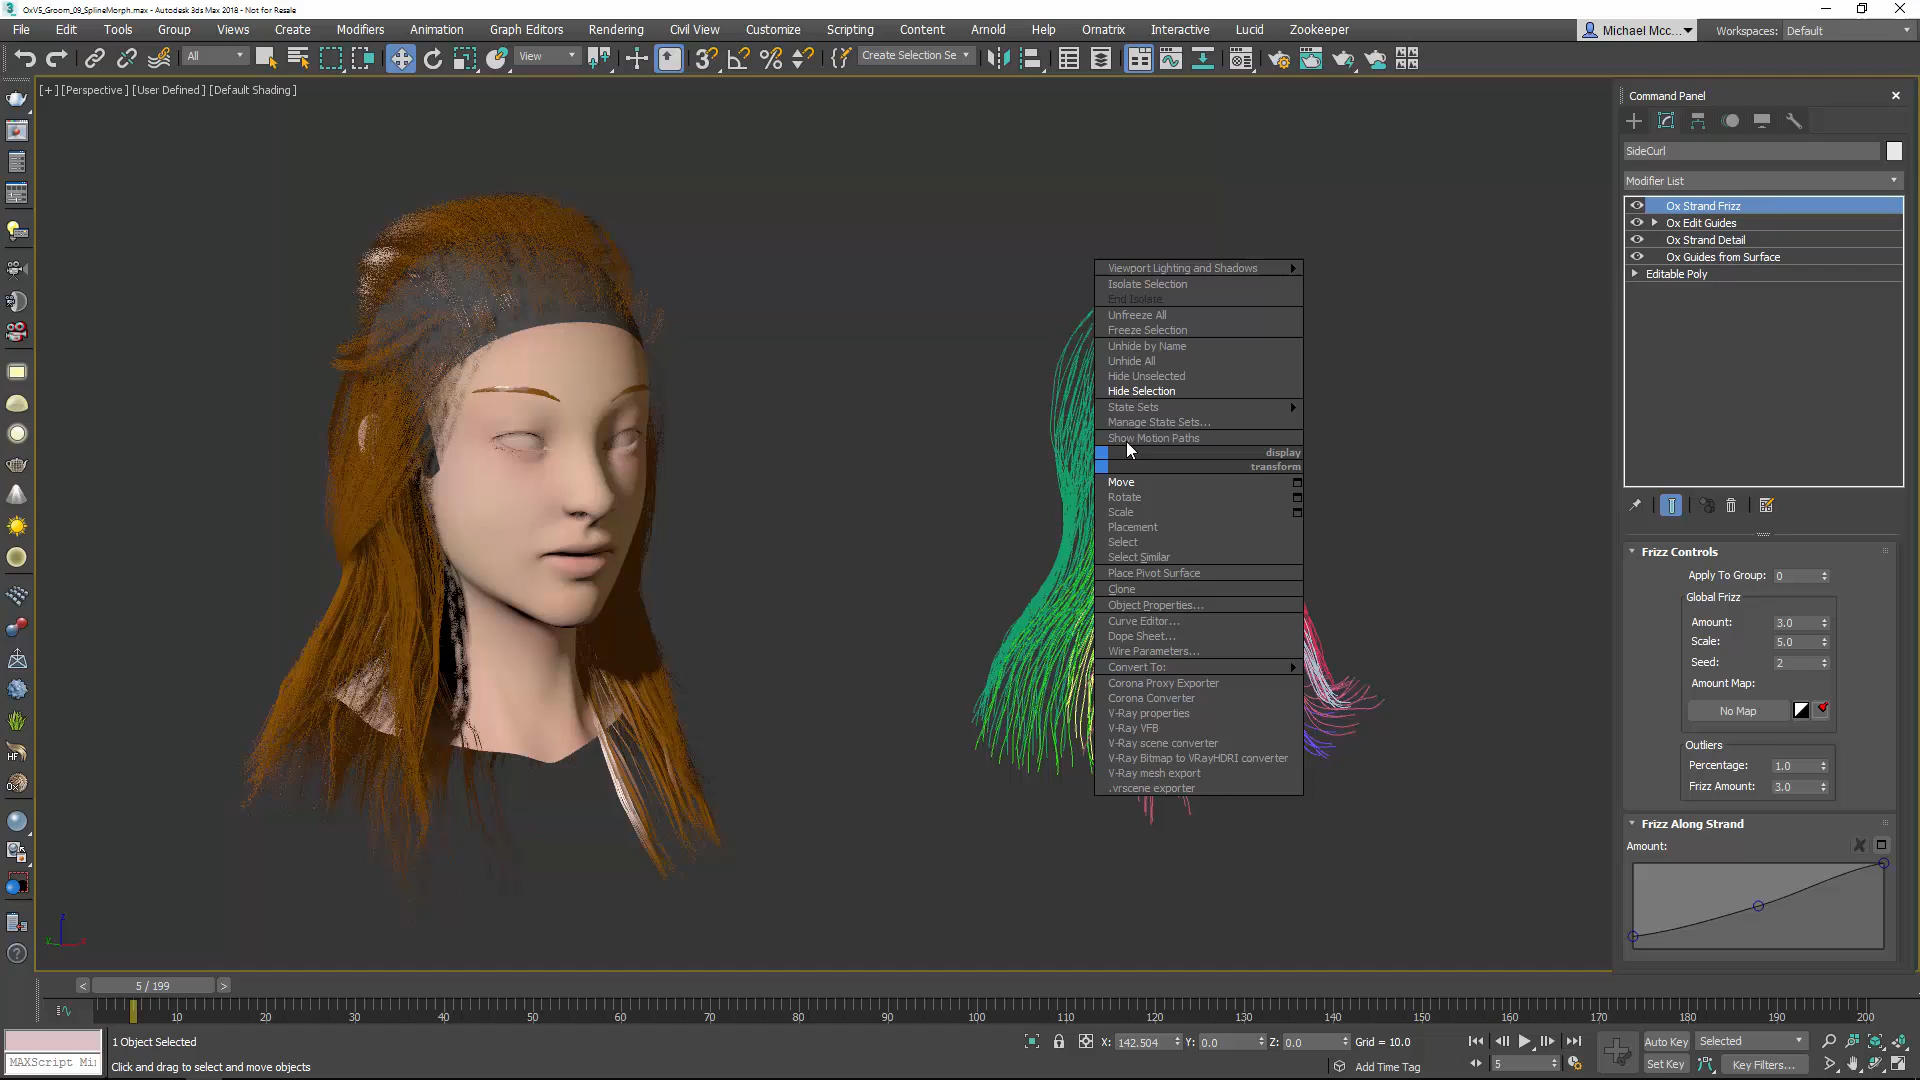 OxV5_Groom_09_SplineMorph.max - Autodesk 3ds Max 2018 - Not for Resale
File Edit Tools Group Views Create Modifiers Animation Graph Editors Rendering Civil View Customize Scripting Content Arnold Help Ornatrix Interactive Lucid Zookeeper
Michael Mcc...
Workspaces: Default
All
View
Create Selection Se
[+] [Perspective] [User Defined] [Default Shading]
Command Panel
SideCurl
Modifier List
Ox Strand Frizz
Ox Edit Guides
Ox Strand Detail
Ox Guides from Surface
Editable Poly
Viewport Lighting and Shadows
Isolate Selection
End Isolate
Unfreeze All
Freeze Selection
Unhide by Name
Unhide All
Hide Unselected
Hide Selection
State Sets
Manage State Sets...
Show Motion Paths
display
transform
Move
Rotate
Scale
Placement
Select
Select Similar
Place Pivot Surface
Clone
Object Properties...
Curve Editor...
Dope Sheet...
Wire Parameters...
Convert To:
Corona Proxy Exporter
Corona Converter
V-Ray properties
V-Ray VFB
V-Ray scene converter
V-Ray Bitmap to VRayHDRI converter
V-Ray mesh export
.vrscene exporter
Frizz Controls
Apply To Group: 0
Global Frizz
Amount: 3.0
Scale: 5.0
Seed: 2
Amount Map:
No Map
Outliers
Percentage: 1.0
Frizz Amount: 3.0
Frizz Along Strand
Amount:
HF
z
y
x
< 5 / 199 >
10 20 30 40 50 60 70 80 90 100 110 120 130 140 150 160 170 180 190 200
1 Object Selected
X: 142.504 Y: 0.0 Z: 0.0 Grid = 10.0
Auto Key Selected
MAXScript Mi
Click and drag to select and move objects
Add Time Tag
5
Set Key Key Filters...